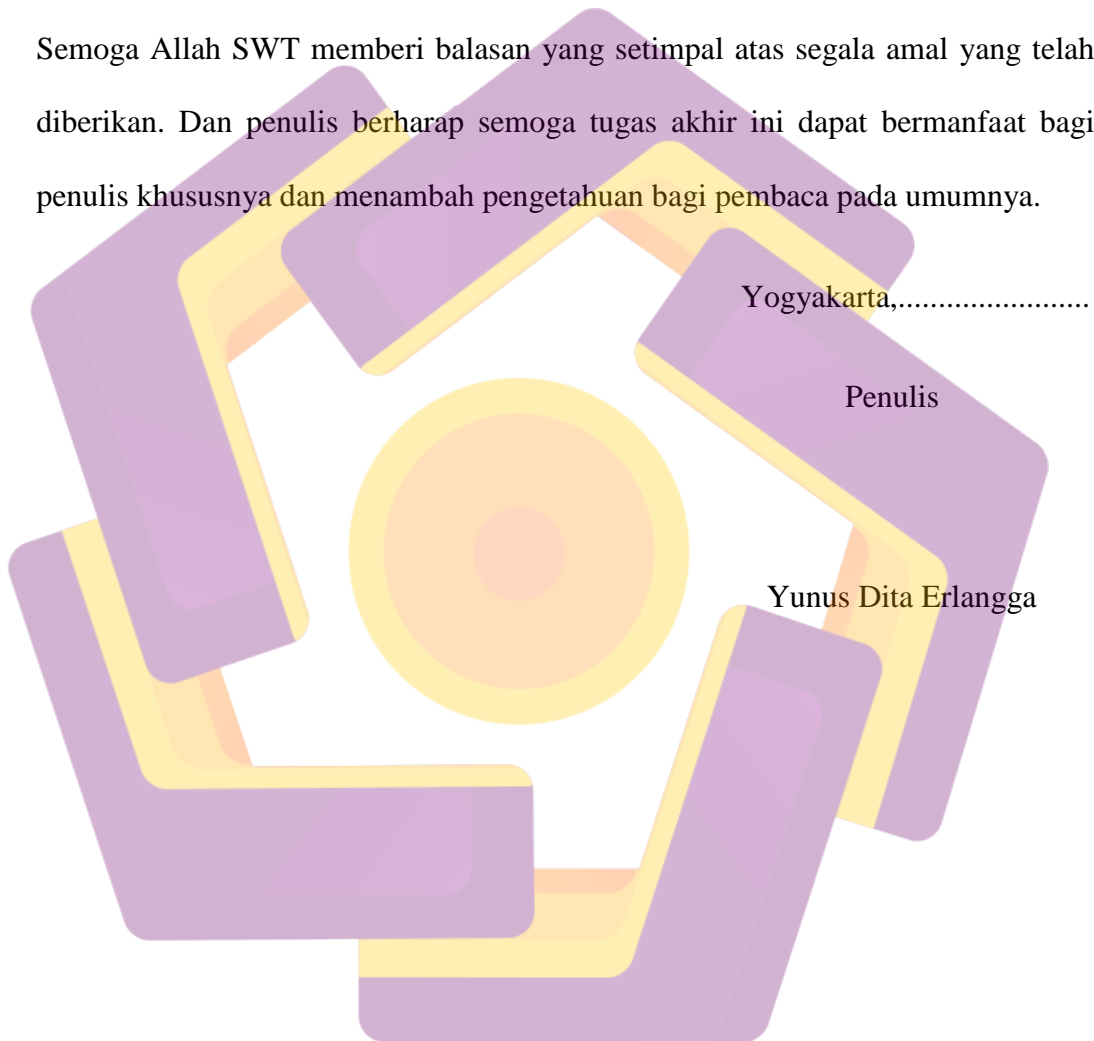 Semoga Allah SWT memberi balasan yang setimpal atas segala amal yang telah
diberikan. Dan penulis berharap semoga tugas akhir ini dapat bermanfaat bagi
penulis khususnya dan menambah pengetahuan bagi pembaca pada umumnya.
Yogyakarta,.......................
Penulis
Yunus Dita Erlangga